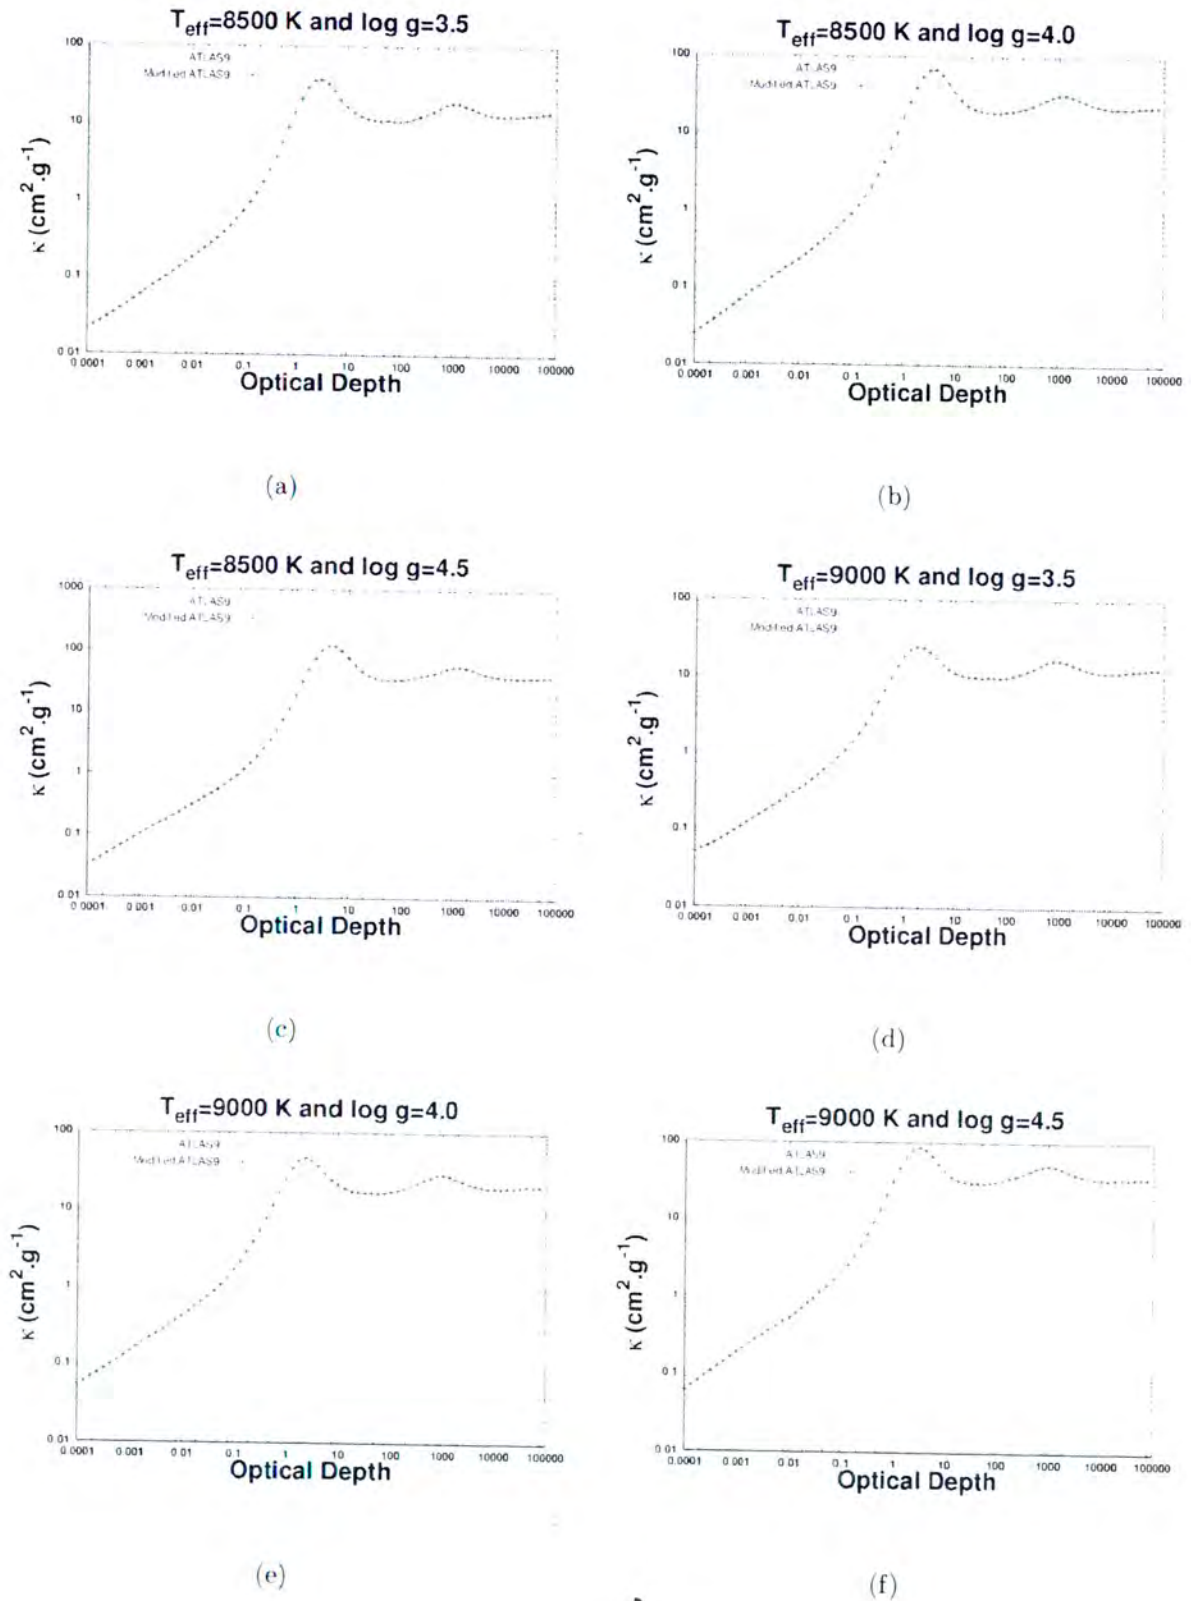 T_eff=8500 K and log g=3.5
100
ATLAS9
Modified ATLAS9
10
1
0.1
0.01
κ (cm².g⁻¹)
0.0001 0.001 0.01 0.1 1 10 100 1000 10000 100000
Optical Depth
(a)
T_eff=8500 K and log g=4.0
100
ATLAS9
Modified ATLAS9
10
1
0.1
0.01
κ (cm².g⁻¹)
0.0001 0.001 0.01 0.1 1 10 100 1000 10000 100000
Optical Depth
(b)
T_eff=8500 K and log g=4.5
1000
ATLAS9
Modified ATLAS9
100
10
1
0.1
0.01
κ (cm².g⁻¹)
0.0001 0.001 0.01 0.1 1 10 100 1000 10000 100000
Optical Depth
(c)
T_eff=9000 K and log g=3.5
100
ATLAS9
Modified ATLAS9
10
1
0.1
0.01
κ (cm².g⁻¹)
0.0001 0.001 0.01 0.1 1 10 100 1000 10000 100000
Optical Depth
(d)
T_eff=9000 K and log g=4.0
100
ATLAS9
Modified ATLAS9
10
1
0.1
0.01
κ (cm².g⁻¹)
0.0001 0.001 0.01 0.1 1 10 100 1000 10000 100000
Optical Depth
(e)
T_eff=9000 K and log g=4.5
100
ATLAS9
Modified ATLAS9
10
1
0.1
0.01
κ (cm².g⁻¹)
0.0001 0.001 0.01 0.1 1 10 100 1000 10000 100000
Optical Depth
(f)